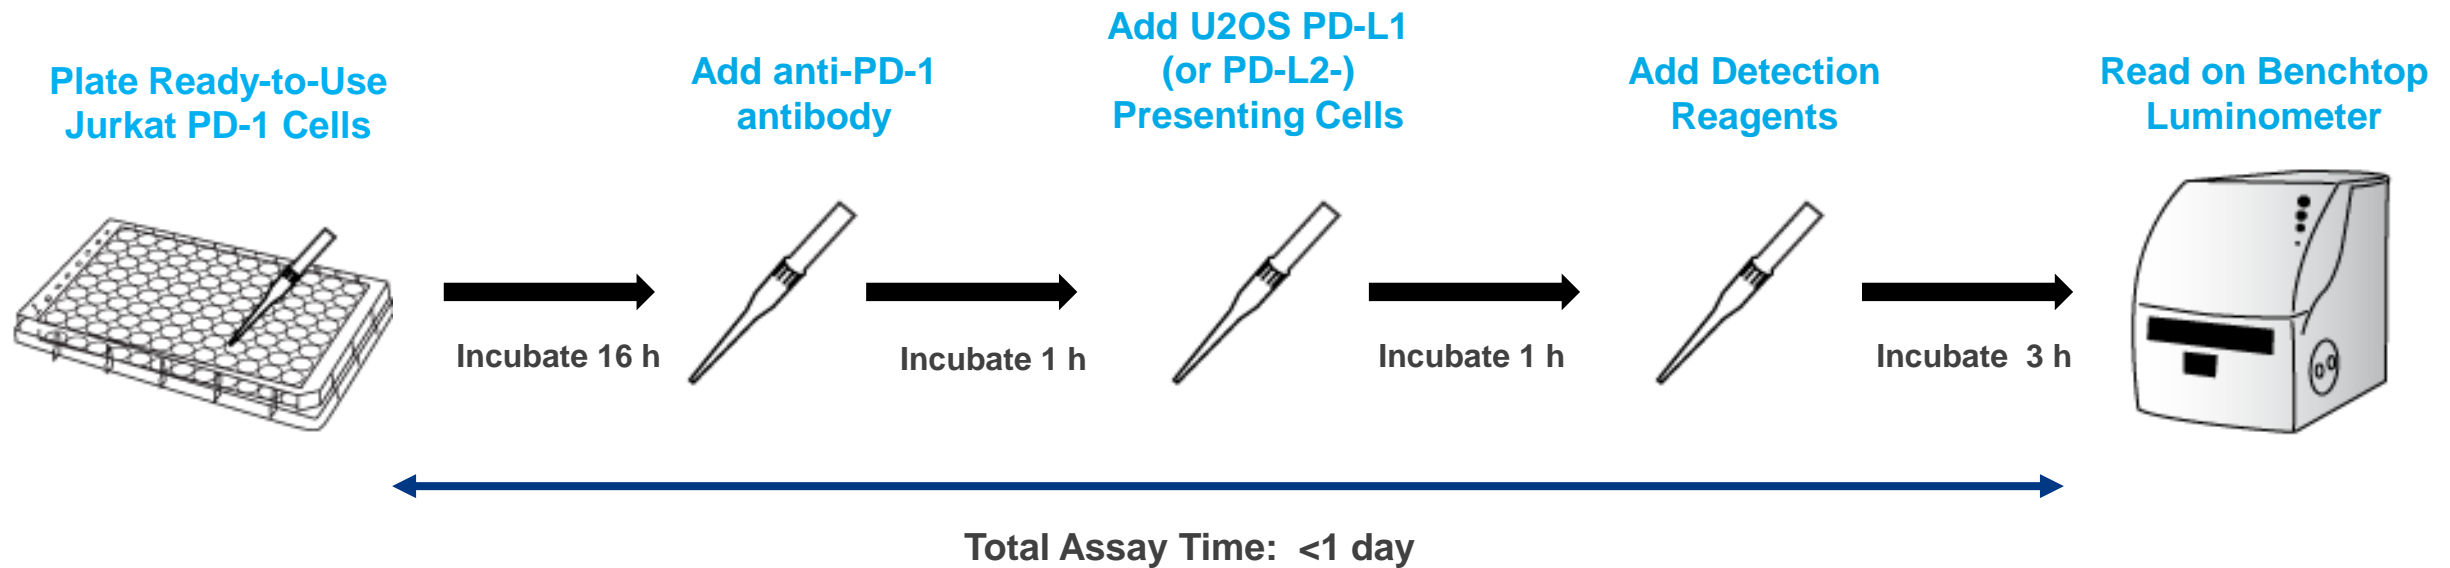 Plate Ready-to-Use
Jurkat PD-1 Cells
Add anti-PD-1
antibody
Add U2OS PD-L1
(or PD-L2-)
Presenting Cells
Add Detection
Reagents
Read on Benchtop
Luminometer
Incubate 16 h
Incubate 1 h
Incubate 1 h
Incubate  3 h
Total Assay Time:  <1 day